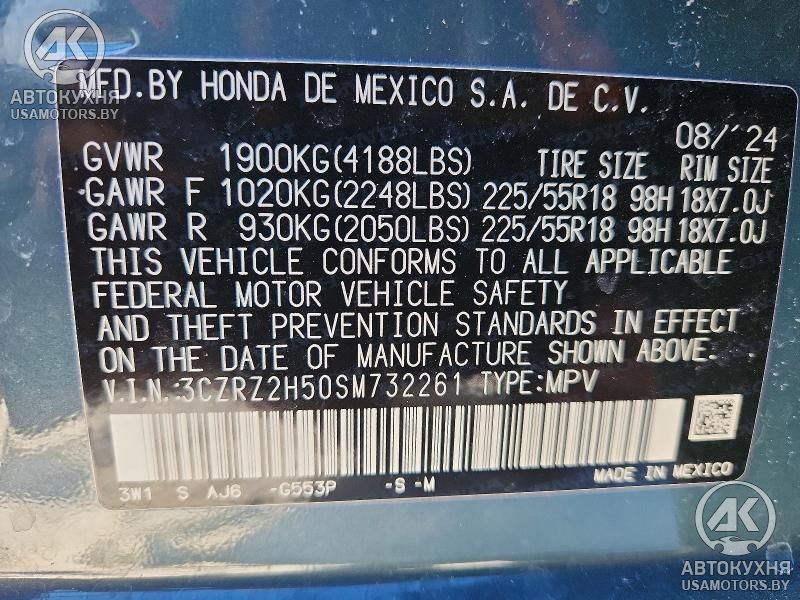 АК
АВТОКУХНЯ
USAMOTORS.BY
MFD.BY HONDA DE MEXICO S.A. DE C.V.
08/'24
GVWR 1900KG(4188LBS) TIRE SIZE RIM SIZE
GAWR F 1020KG(2248LBS) 225/55R18 98H 18X7.0J
GAWR R 930KG(2050LBS) 225/55R18 98H 18X7.0J
THIS VEHICLE CONFORMS TO ALL APPLICABLE
FEDERAL MOTOR VEHICLE SAFETY
AND THEFT PREVENTION STANDARDS IN EFFECT
ON THE DATE OF MANUFACTURE SHOWN ABOVE.
V.I.N.:3CZRZ2H50SM732261 TYPE:MPV
3W1 S AJ6 -G553P -S -M
MADE IN MEXICO
АК
АВТОКУХНЯ
USAMOTORS.BY